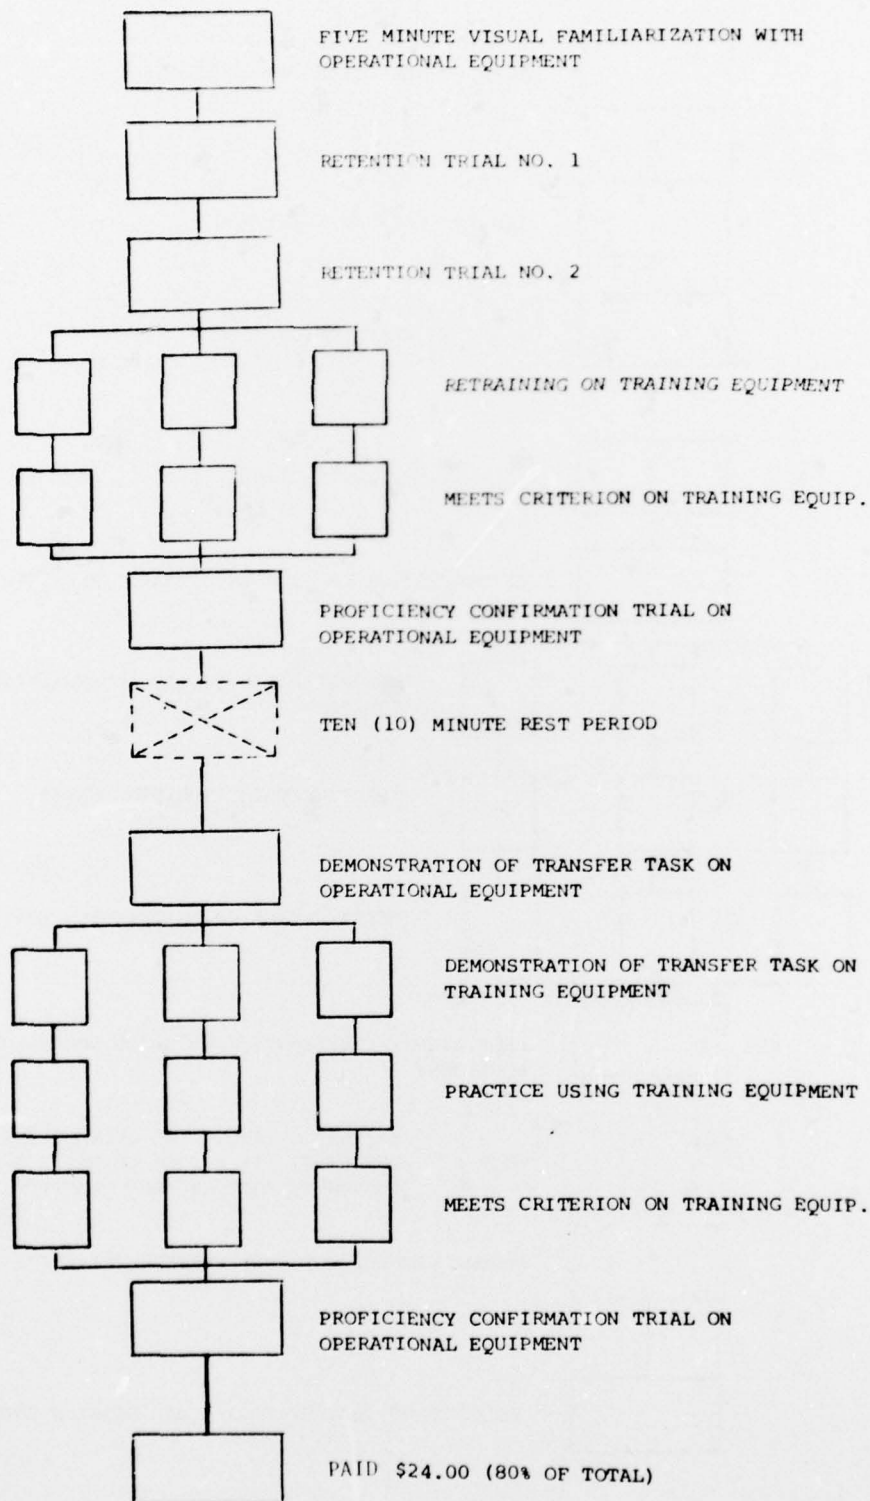 FIVE MINUTE VISUAL FAMILIARIZATION WITH
OPERATIONAL EQUIPMENT
RETENTION TRIAL NO. 1
RETENTION TRIAL NO. 2
RETRAINING ON TRAINING EQUIPMENT
MEETS CRITERION ON TRAINING EQUIP.
PROFICIENCY CONFIRMATION TRIAL ON
OPERATIONAL EQUIPMENT
TEN (10) MINUTE REST PERIOD
DEMONSTRATION OF TRANSFER TASK ON
OPERATIONAL EQUIPMENT
DEMONSTRATION OF TRANSFER TASK ON
TRAINING EQUIPMENT
PRACTICE USING TRAINING EQUIPMENT
MEETS CRITERION ON TRAINING EQUIP.
PROFICIENCY CONFIRMATION TRIAL ON
OPERATIONAL EQUIPMENT
PAID $24.00 (80% OF TOTAL)